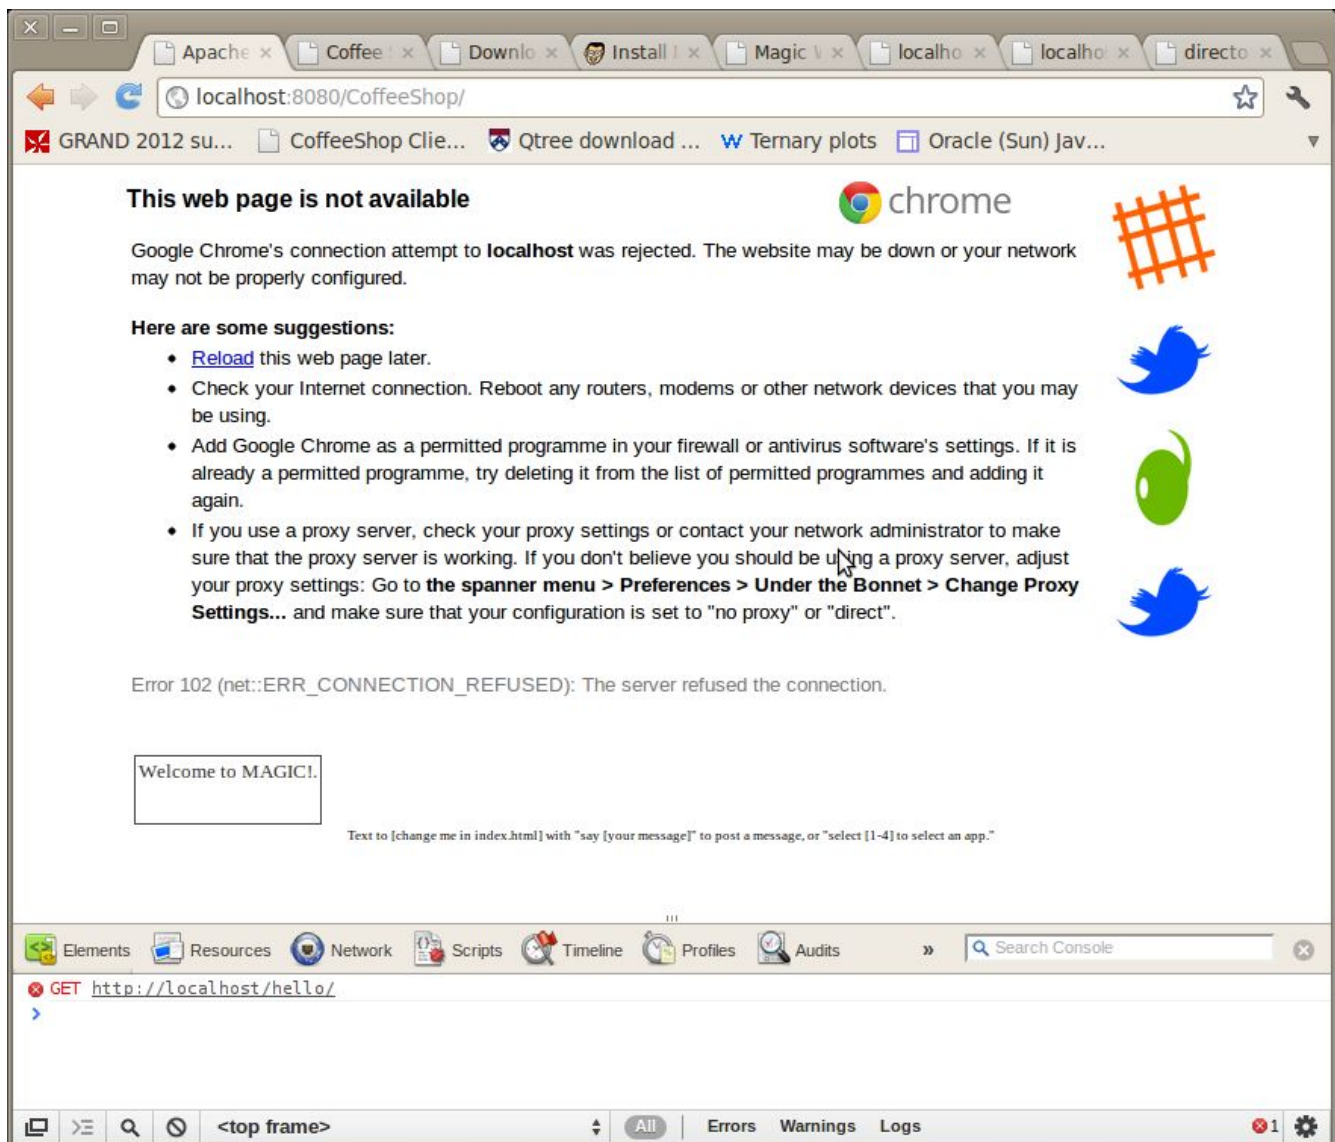 Apache
Coffee
Downlo
Install
Magic
localho
localho
directo
localhost:8080/CoffeeShop/
GRAND 2012 su...
CoffeeShop Clie...
Qtree download ...
Ternary plots
Oracle (Sun) Jav...
This web page is not available
chrome
Google Chrome's connection attempt to localhost was rejected. The website may be down or your network
may not be properly configured.
Here are some suggestions:
Reload this web page later.
Check your Internet connection. Reboot any routers, modems or other network devices that you may
be using.
Add Google Chrome as a permitted programme in your firewall or antivirus software's settings. If it is
already a permitted programme, try deleting it from the list of permitted programmes and adding it
again.
If you use a proxy server, check your proxy settings or contact your network administrator to make
sure that the proxy server is working. If you don't believe you should be using a proxy server, adjust
your proxy settings: Go to the spanner menu > Preferences > Under the Bonnet > Change Proxy
Settings... and make sure that your configuration is set to "no proxy" or "direct".
Error 102 (net::ERR_CONNECTION_REFUSED): The server refused the connection.
Welcome to MAGIC!.
Text to [change me in index.html] with "say [your message]" to post a message, or "select [1-4] to select an app."
Elements
Resources
Network
Scripts
Timeline
Profiles
Audits
»
Search Console
GET http://localhost/hello/
>
<top frame>
All
Errors
Warnings
Logs
1